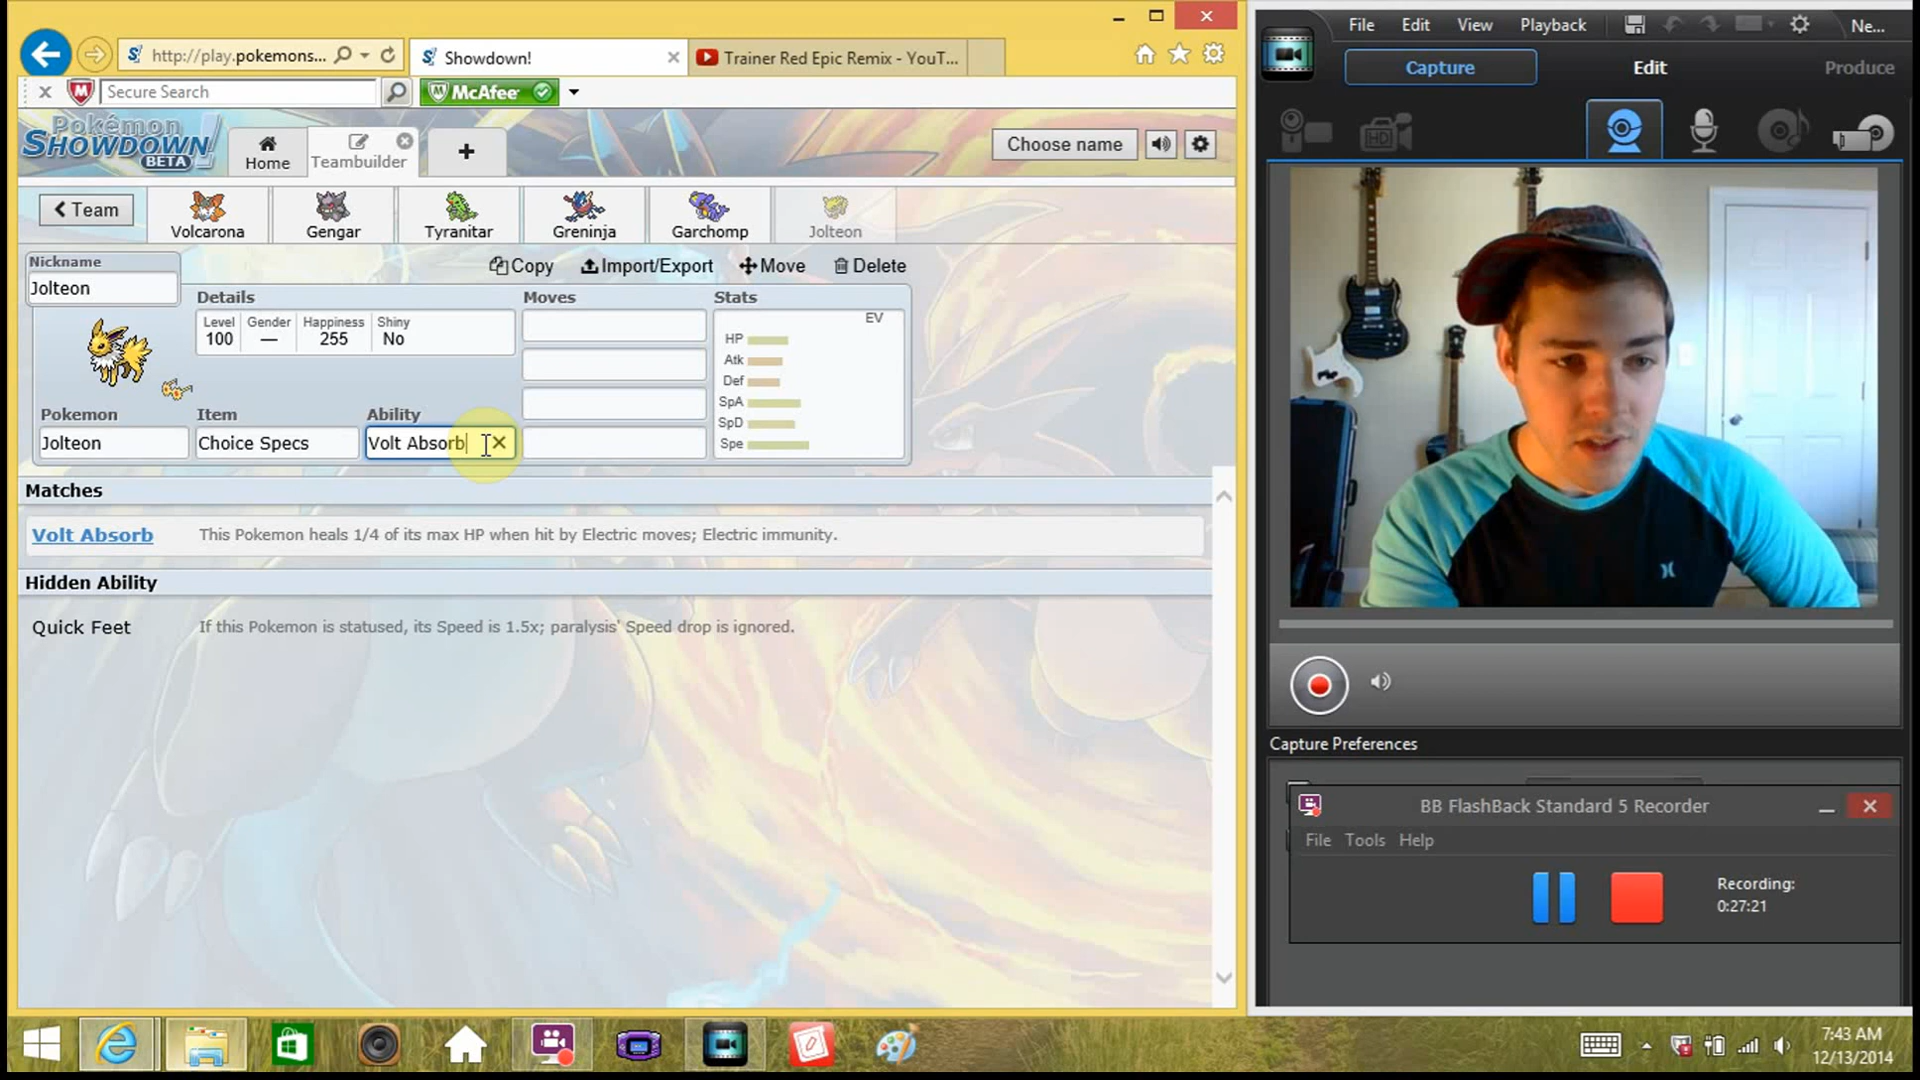 http://play.pokemons...
Showdown!
Trainer Red Epic Remix - YouT...
Secure Search
McAfee
Pokémon
SHOWDOWN!
BETA
Home
Teambuilder
Choose name
Team
Volcarona
Gengar
Tyranitar
Greninja
Garchomp
Jolteon
Nickname
Jolteon
Copy
Import/Export
Move
Delete
Details
Level
100
Gender
—
Happiness
255
Shiny
No
Moves
Stats
EV
HP
Atk
Def
SpA
SpD
Spe
Pokemon
Jolteon
Item
Choice Specs
Ability
Volt Absorb
Matches
Volt Absorb
This Pokemon heals 1/4 of its max HP when hit by Electric moves; Electric immunity.
Hidden Ability
Quick Feet
If this Pokemon is statused, its Speed is 1.5x; paralysis' Speed drop is ignored.
File Edit View Playback
Ne...
Capture
Edit
Produce
HD
Capture Preferences
BB FlashBack Standard 5 Recorder
File Tools Help
Recording:
0:27:21
7:43 AM
12/13/2014